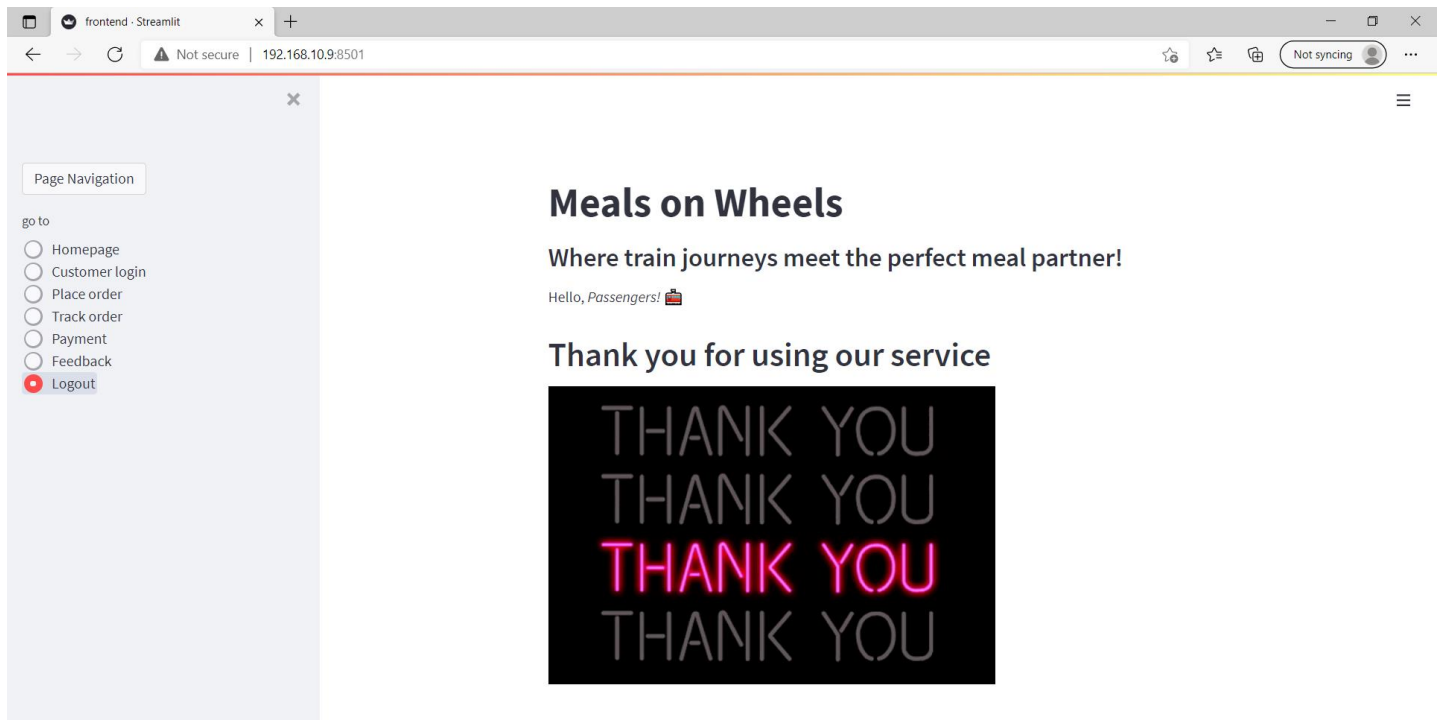 frontend · Streamlit
Not secure | 192.168.10.9:8501
Not syncing
Page Navigation
go to
Homepage
Customer login
Place order
Track order
Payment
Feedback
Logout
Meals on Wheels
Where train journeys meet the perfect meal partner!
Hello, Passengers!
Thank you for using our service
THANK YOU
THANK YOU
THANK YOU
THANK YOU